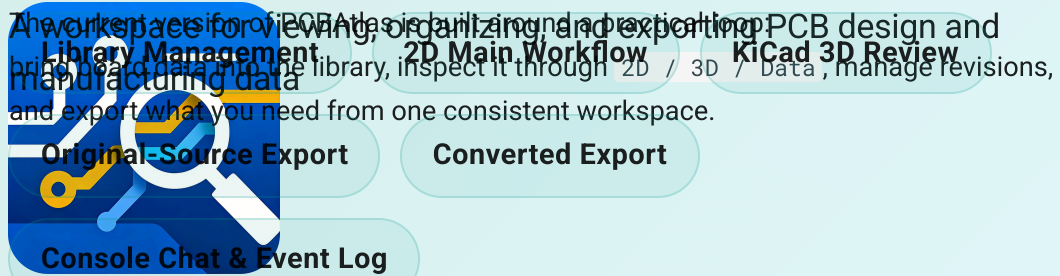 The current version of PCBAtlas is built around a practical loop:
A workspace for viewing, organizing, and exporting PCB design and
manufacturing data
Library Management
2D Main Workflow
KiCad 3D Review
bring board data into the library, inspect it through 2D / 3D / Data, manage revisions,
and export what you need from one consistent workspace.
Original-Source Export
Converted Export
Console Chat & Event Log